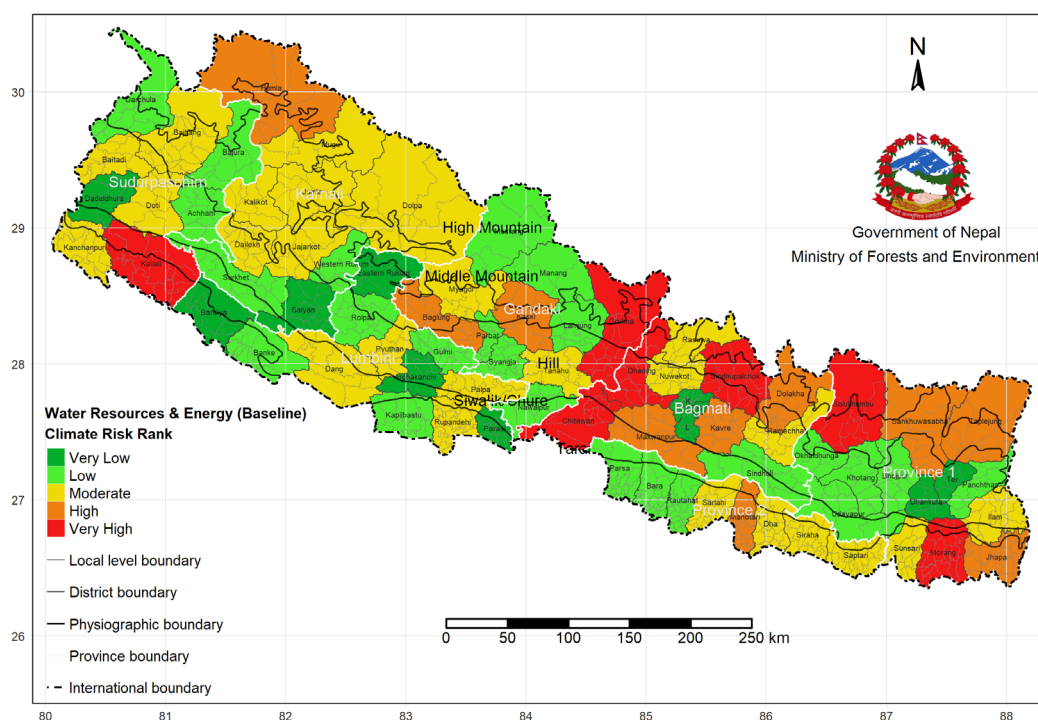 N
Government of Nepal
Ministry of Forests and Environment
30
29
28
27
26
80
81
82
83
84
85
86
87
88
Darchula
Humla
Bajhang
Bajura
Mugu
Baitadi
Sudurpaschim
Karnali
Dadeldhura
Doti
Achham
Kalikot
Dolpa
Kanchanpur
Kailali
Dailekh
Jajarkot
High Mountain
Western Rukum
Eastern Rukum
Middle Mountain
Manang
Surkhet
Myagdi
Gandaki
Bardiya
Salyan
Rolpa
Baglung
Kaski
Lamjung
Gorkha
Parbat
Banke
Pyuthan
Gulmi
Syangja
Hill
Tanahu
Dhading
Rasuwa
Nuwakot
Sindhupalchok
Dang
Lumbini
Palpa
Siwalik/Chure
Kapilbastu
Rupandehi
Parasi
Nawalpur
Chitawan
Bagmati
Dolakha
Solukhumbu
Sankhuwasabha
Taplejung
Makwanpur
Kavre
Ramechhap
Okhaldhunga
Tarai
Parsa
Bara
Rautahat
Sindhuli
Khotang
Bhojpur
Province 1
Ter
Panchthar
Dhankuta
Udayapur
Sarlahi
Province 2
Mahottari
Dha
Siraha
Saptari
Sunsari
Morang
Ilam
Jhapa
Water Resources & Energy (Baseline)
Climate Risk Rank
Very Low
Low
Moderate
High
Very High
Local level boundary
District boundary
Physiographic boundary
Province boundary
International boundary
0 50 100 150 200 250 km